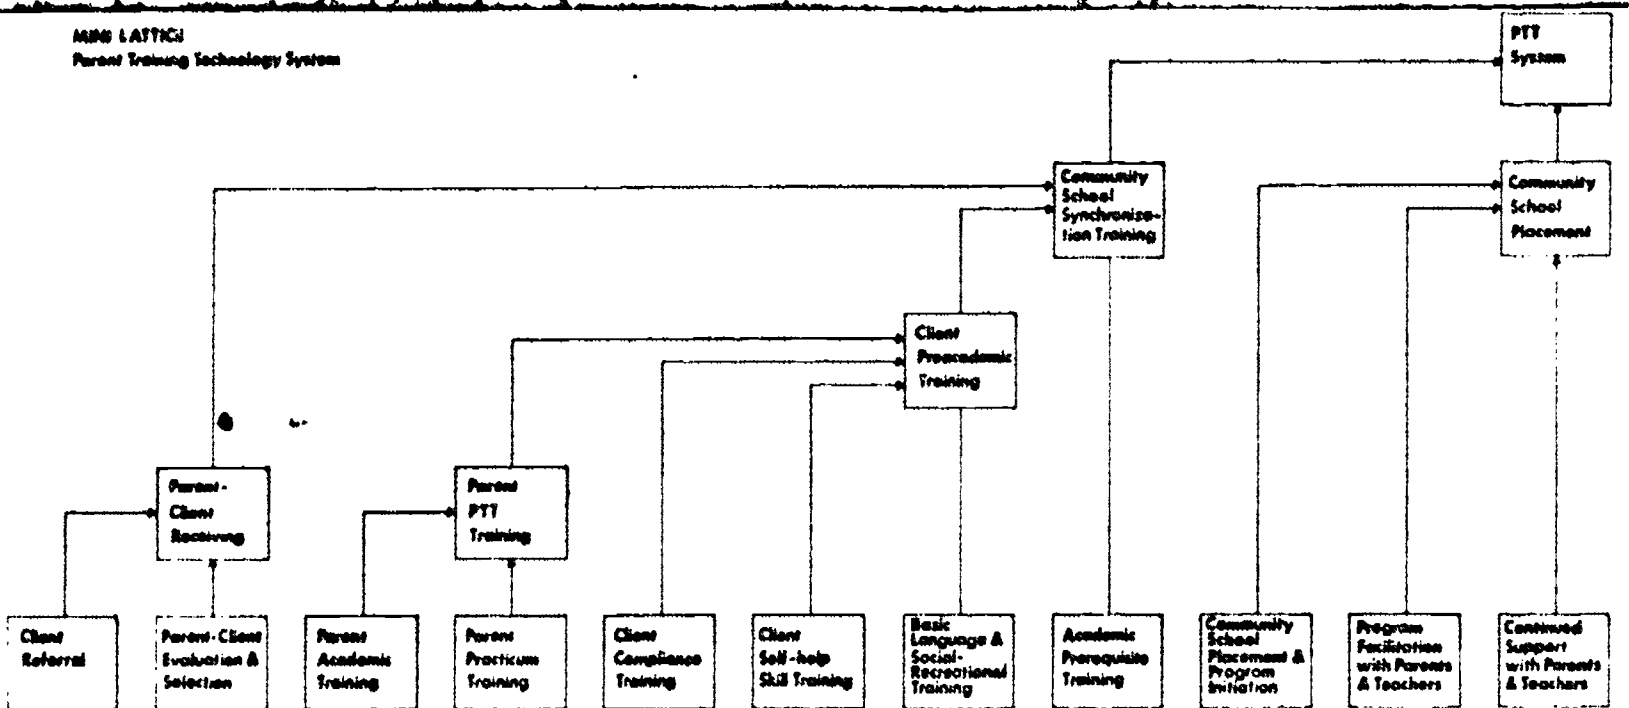 MINI LATTICE
Parent Training Technology System
PTT
System
Community
School
Synchroniza-
tion Training
Community
School
Placement
Client
Preacademic
Training
Parent-
Client
Receiving
Parent
PTT
Training
Client
Referral
Parent-Client
Evaluation &
Selection
Parent
Academic
Training
Parent
Practicum
Training
Client
Compliance
Training
Client
Self-help
Skill Training
Basic
Language &
Social-
Recreational
Training
Academic
Prerequisite
Training
Community
School
Placement &
Program
Initiation
Program
Facilitation
with Parents
& Teachers
Continued
Support
with Parents
& Teachers